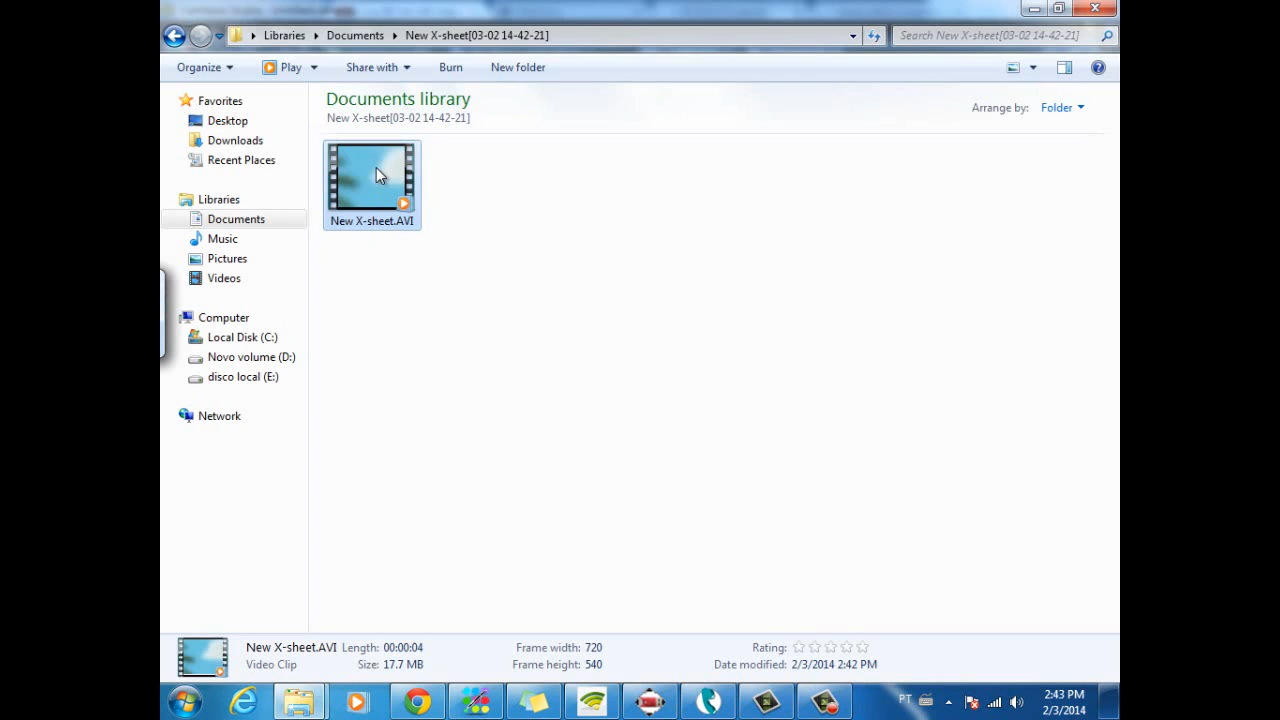 Libraries Documents New X-sheet[03-02 14-42-21] Search New X-sheet[03-02 14-42-21]
Organize Play Share with Burn New folder
Documents library
New X-sheet[03-02 14-42-21]
Arrange by: Folder
Favorites
Desktop
Downloads
Recent Places
Libraries
Documents
Music
Pictures
Videos
Computer
Local Disk (C:)
Novo volume (D:)
disco local (E:)
Network
New X-sheet.AVI
New X-sheet.AVI Length: 00:00:04 Frame width: 720 Rating:
Video Clip Size: 17.7 MB Frame height: 540 Date modified: 2/3/2014 2:42 PM
PT
2:43 PM
2/3/2014